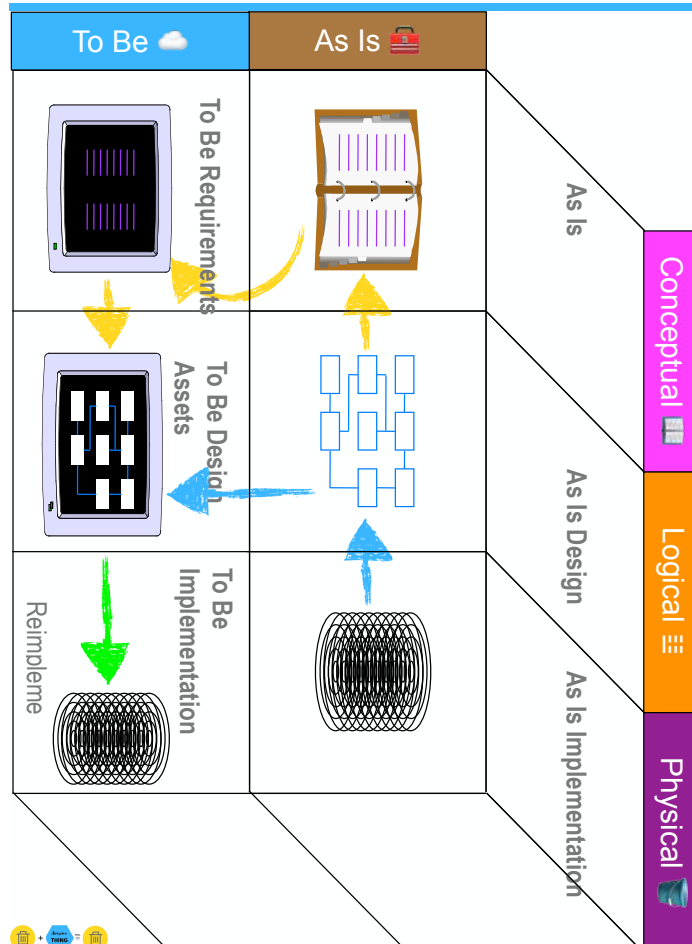 To Be
As Is
As Is
Conceptual
To Be Requirements
To Be Design
Assets
As Is Design
Logical
To Be
Implementation
Reimpleme
As Is Implementation
Physical
THING